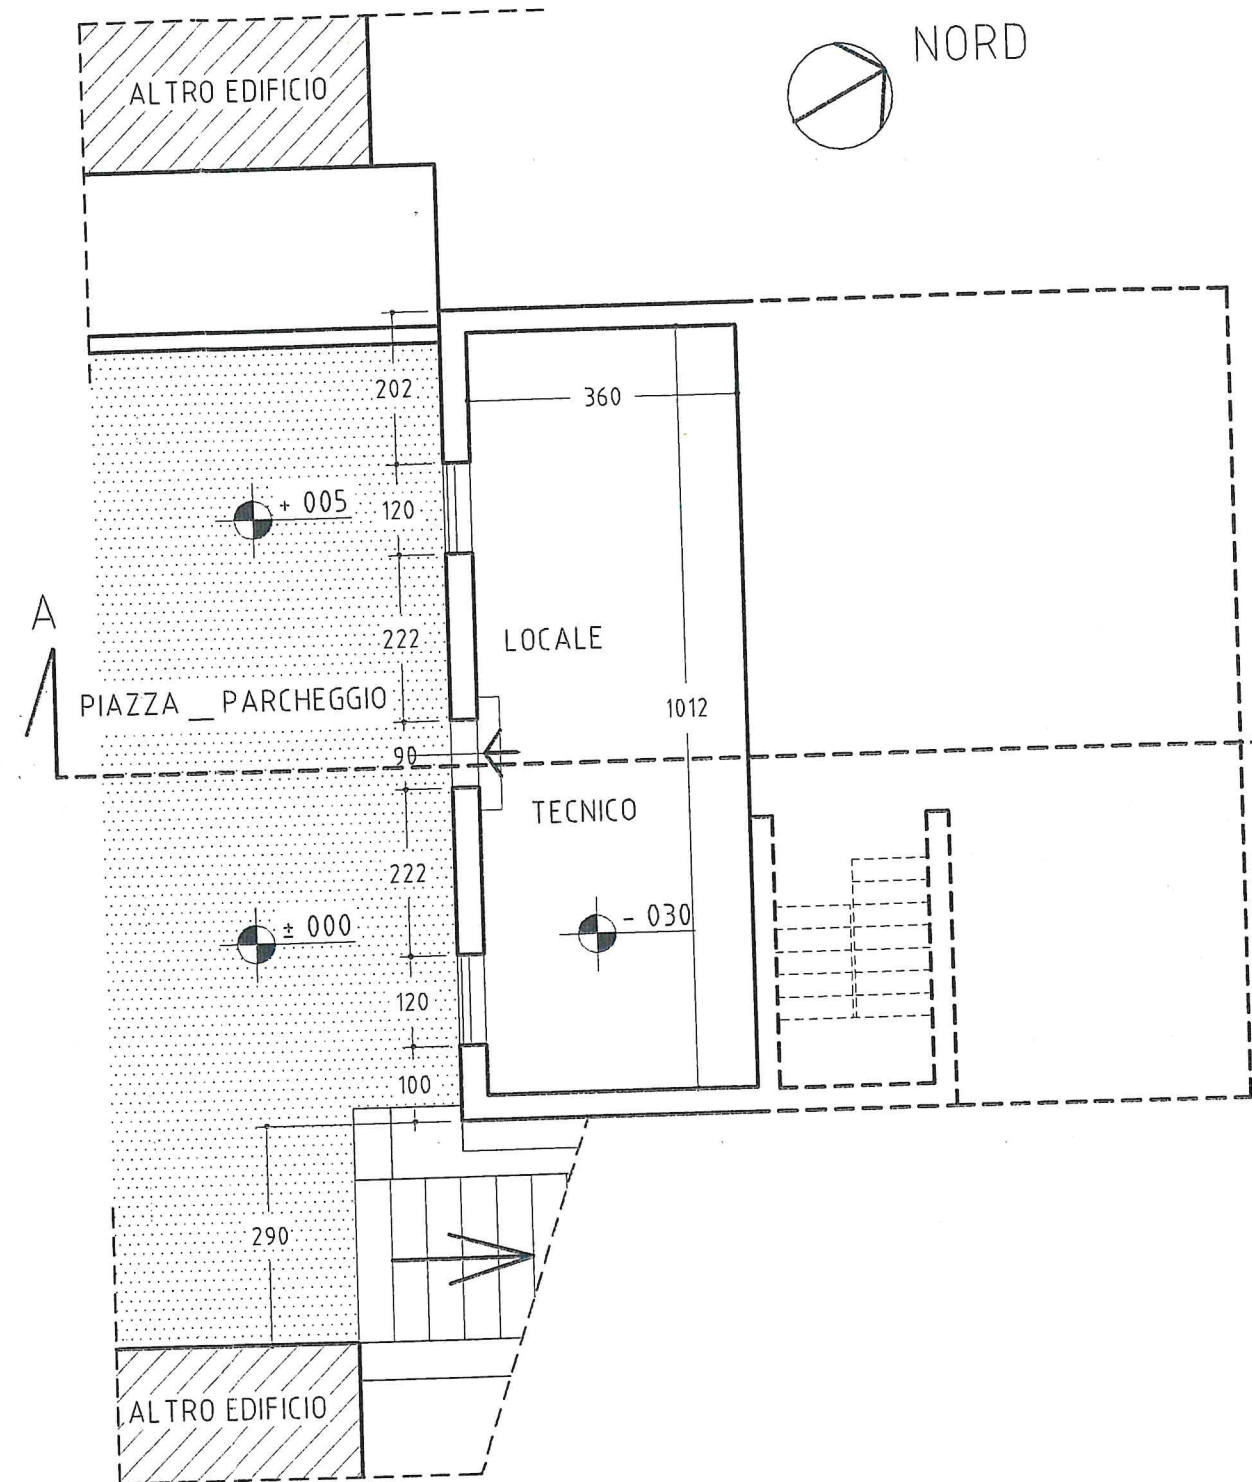 NORD
ALTRO EDIFICIO
202
360
+ 005
120
A
222
LOCALE
PIAZZA _ PARCHEGGIO
1012
90
TECNICO
222
± 000
- 030
120
100
290
ALTRO EDIFICIO